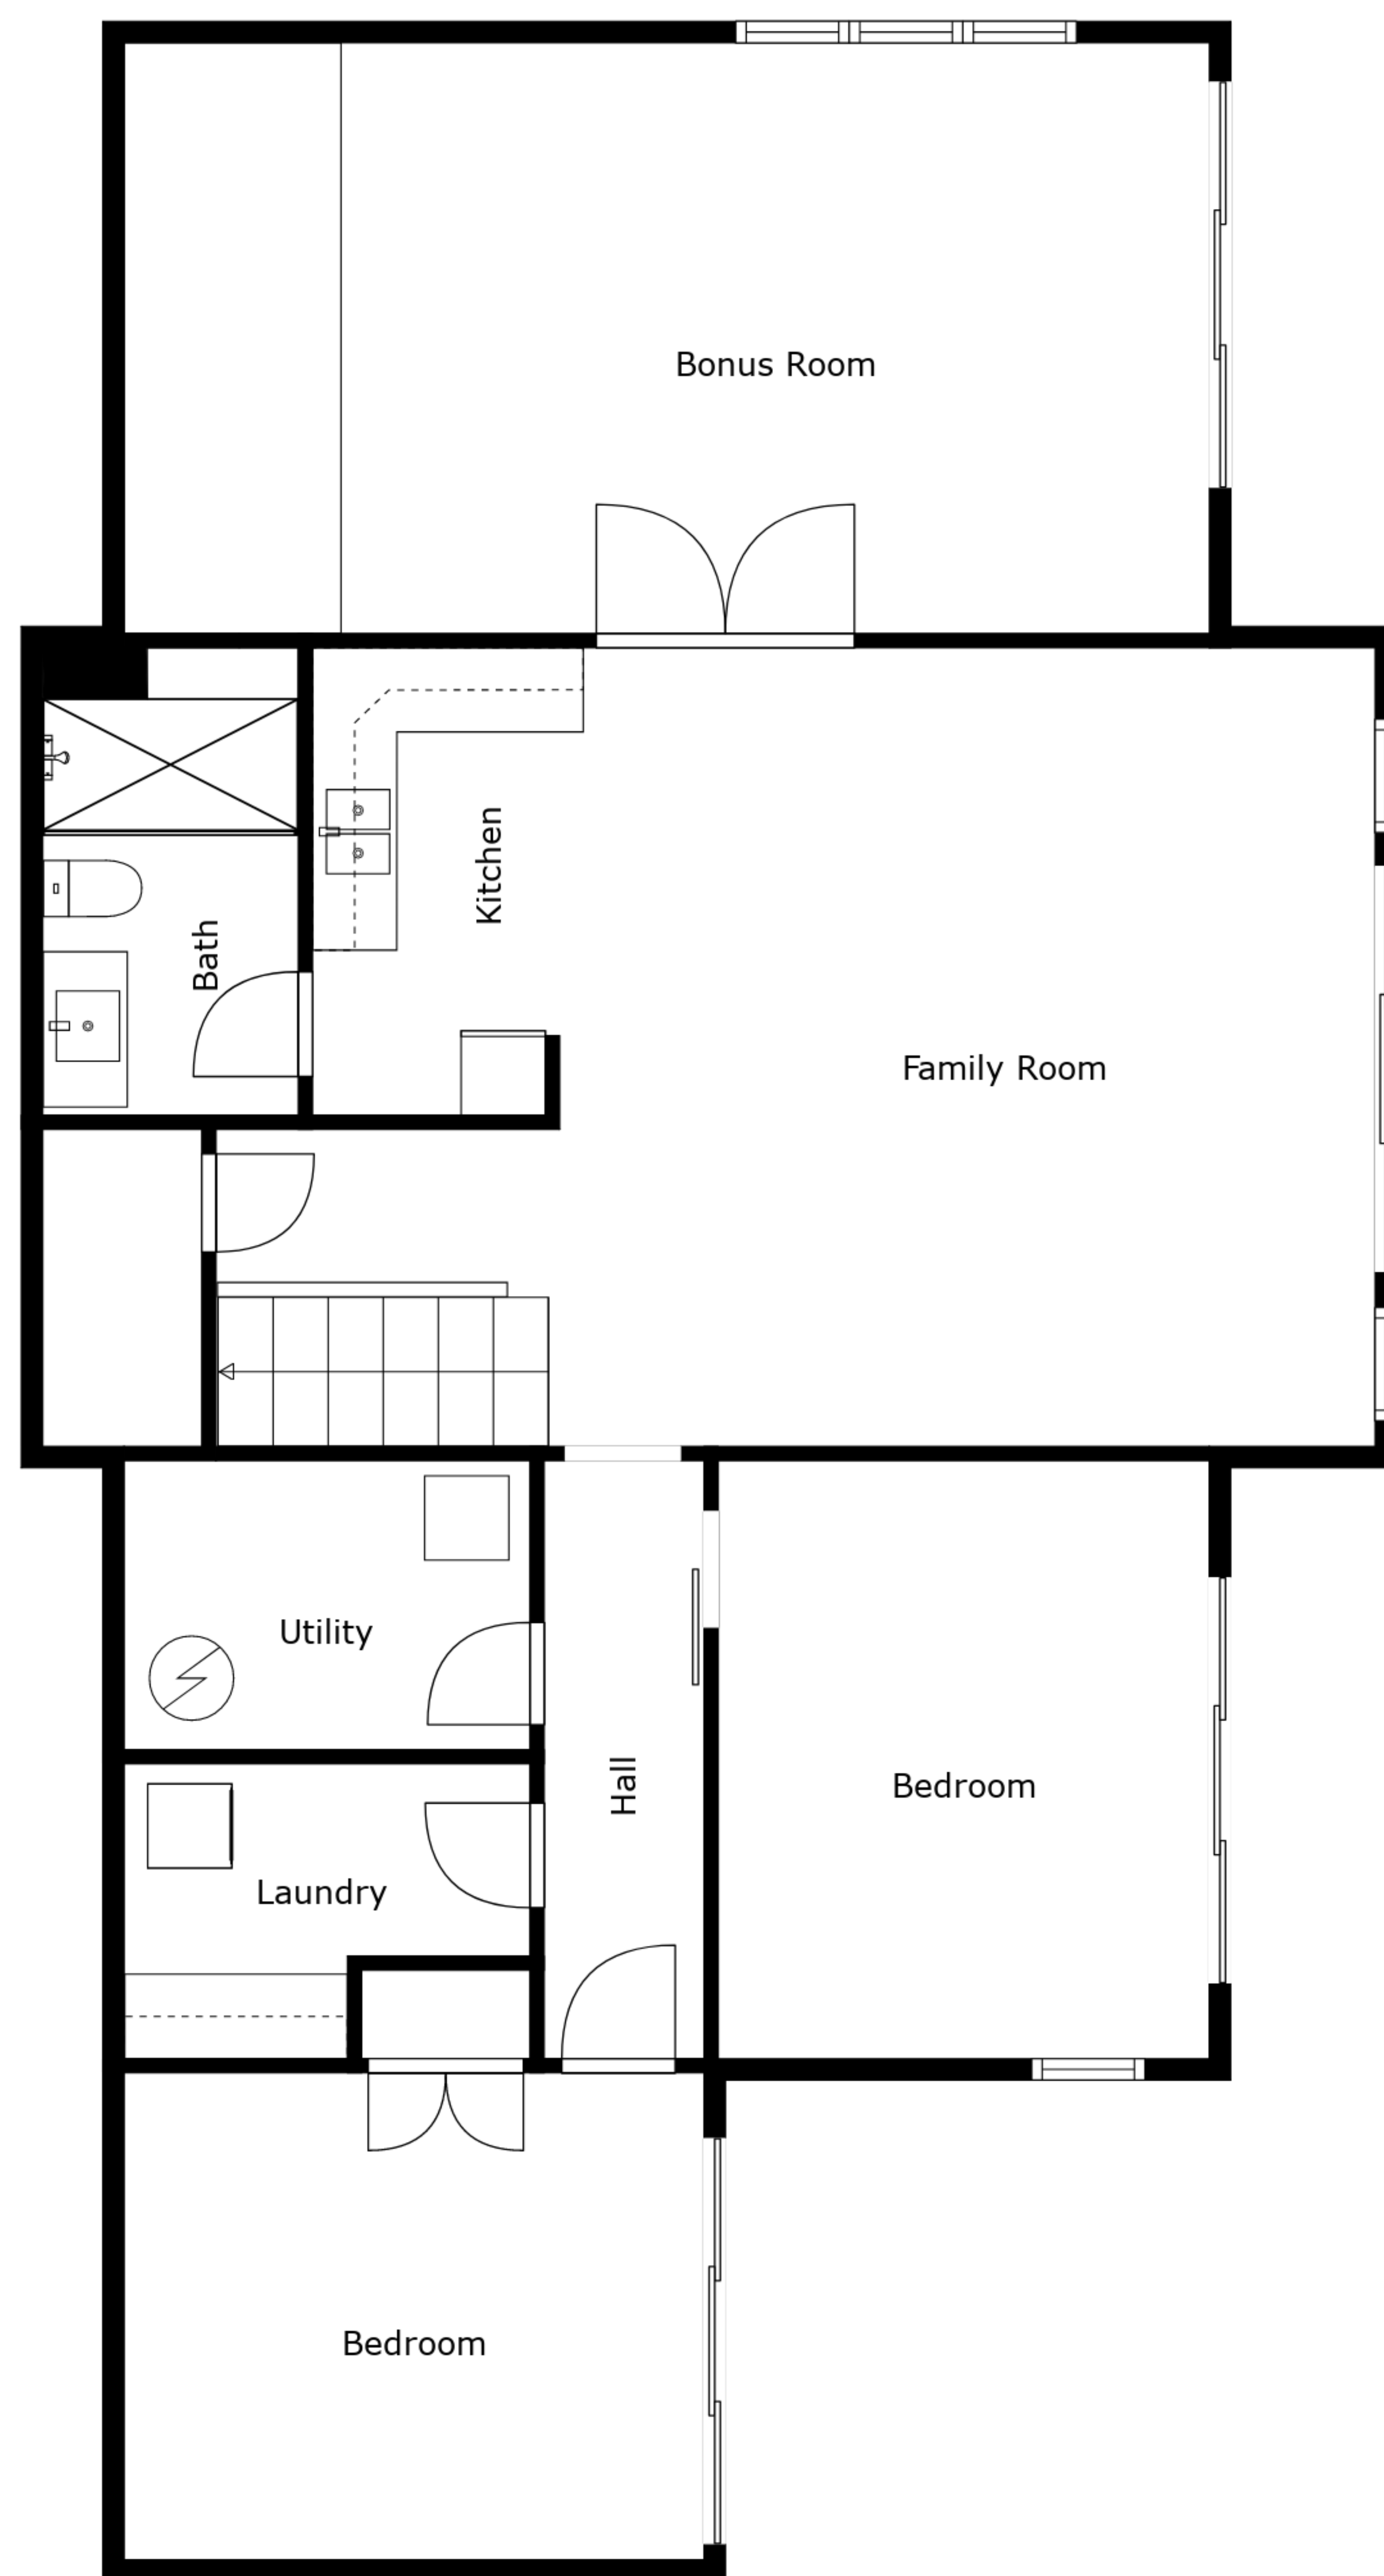 Bonus Room
Kitchen
Bath
Family Room
Utility
Hall
Bedroom
Laundry
Bedroom